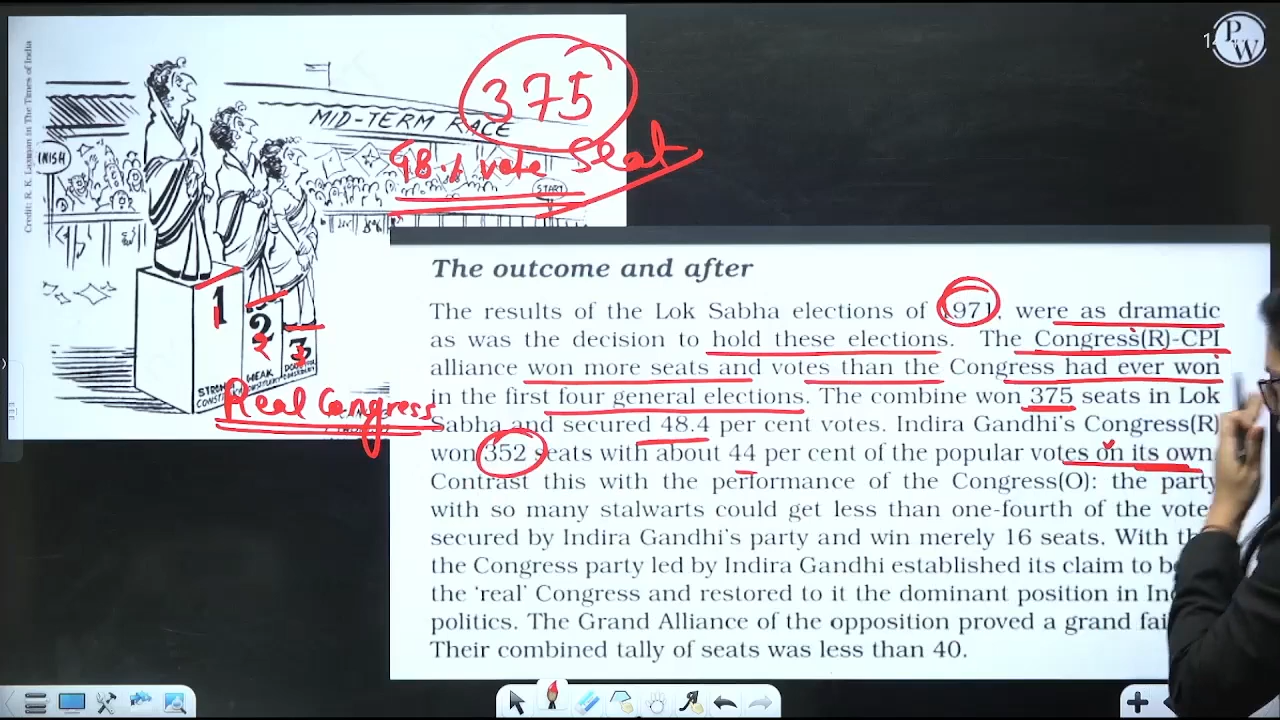 P
W
1
Credit: R. K. Laxman in The Times of India
375
MID-TERM RACE
48.1 vote Seat
INISH
START
1
2
3
STRON
CONST
WEAK
Real Congress
The outcome and after
The results of the Lok Sabha elections of 1971, were as dramatic
as was the decision to hold these elections. The Congress(R)-CPI
alliance won more seats and votes than the Congress had ever won
in the first four general elections. The combine won 375 seats in Lok
Sabha and secured 48.4 per cent votes. Indira Gandhi's Congress(R)
won 352 seats with about 44 per cent of the popular votes on its own.
Contrast this with the performance of the Congress(O): the party
with so many stalwarts could get less than one-fourth of the votes
secured by Indira Gandhi's party and win merely 16 seats. With th
the Congress party led by Indira Gandhi established its claim to be
the 'real' Congress and restored to it the dominant position in In
politics. The Grand Alliance of the opposition proved a grand fai
Their combined tally of seats was less than 40.